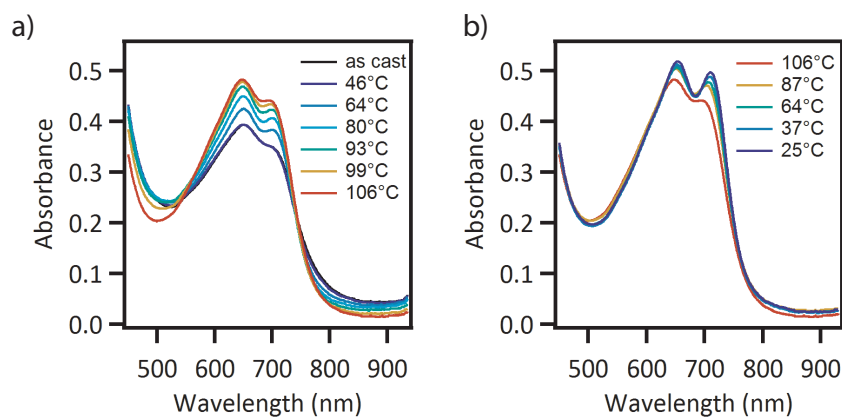 a)
Absorbance
0.5
0.4
0.3
0.2
0.1
0.0
as cast
46°C
64°C
80°C
93°C
99°C
106°C
500 600 700 800 900
Wavelength (nm)
b)
Absorbance
0.5
0.4
0.3
0.2
0.1
0.0
106°C
87°C
64°C
37°C
25°C
500 600 700 800 900
Wavelength (nm)